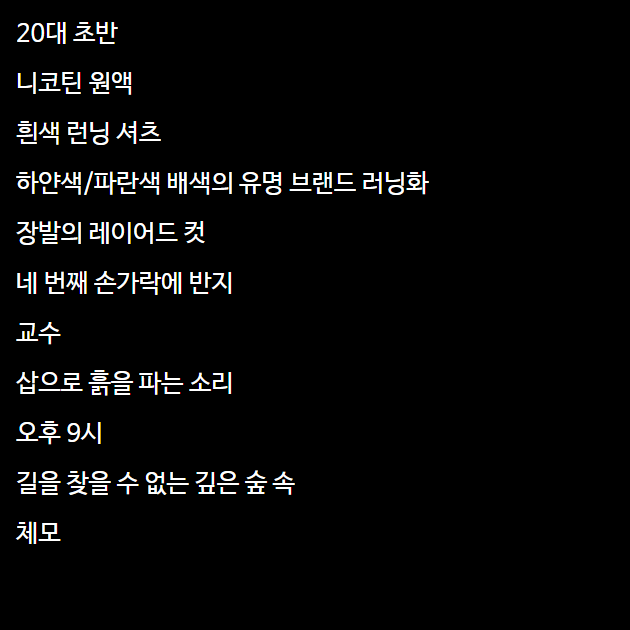 20대 초반
니코틴 원액
흰색 런닝 셔츠
하얀색/파란색 배색의 유명 브랜드 러닝화
장발의 레이어드 컷
네 번째 손가락에 반지
교수
삽으로 흙을 파는 소리
오후 9시
길을 찾을 수 없는 깊은 숲 속
체모